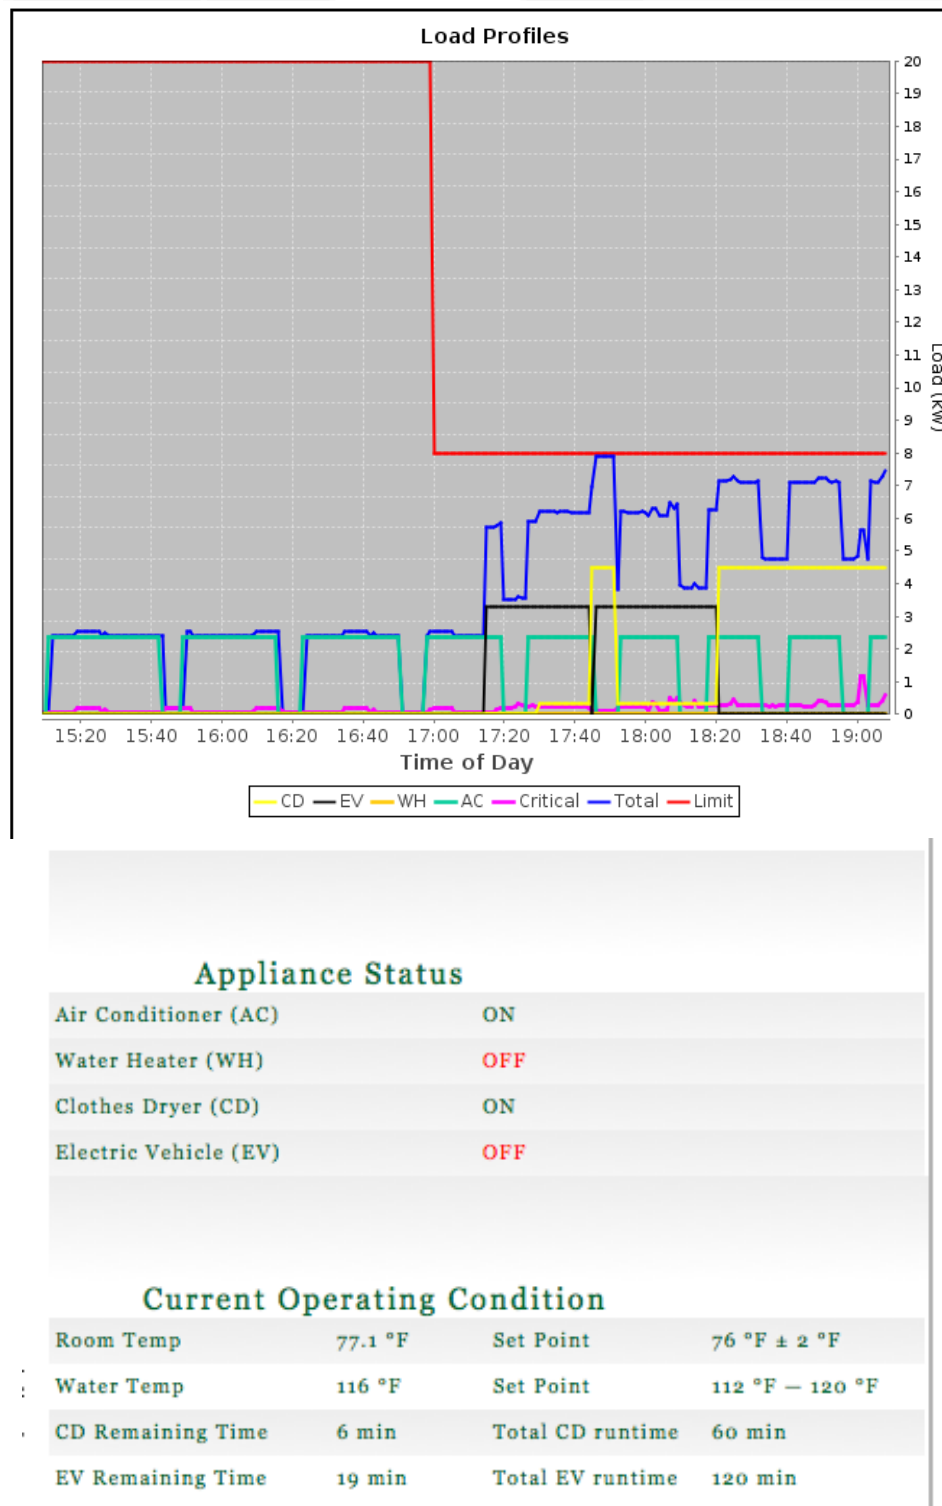 Load Profiles
20
19
18
17
16
15
14
13
12
11
10
9
8
7
6
5
4
3
2
1
0
Load (kW)
15:20 15:40 16:00 16:20 16:40 17:00 17:20 17:40 18:00 18:20 18:40 19:00
Time of Day
CD EV WH AC Critical Total Limit
Appliance Status
Air Conditioner (AC) ON
Water Heater (WH) OFF
Clothes Dryer (CD) ON
Electric Vehicle (EV) OFF
Current Operating Condition
Room Temp 77.1 °F Set Point 76 °F ± 2 °F
Water Temp 116 °F Set Point 112 °F — 120 °F
CD Remaining Time 6 min Total CD runtime 60 min
EV Remaining Time 19 min Total EV runtime 120 min